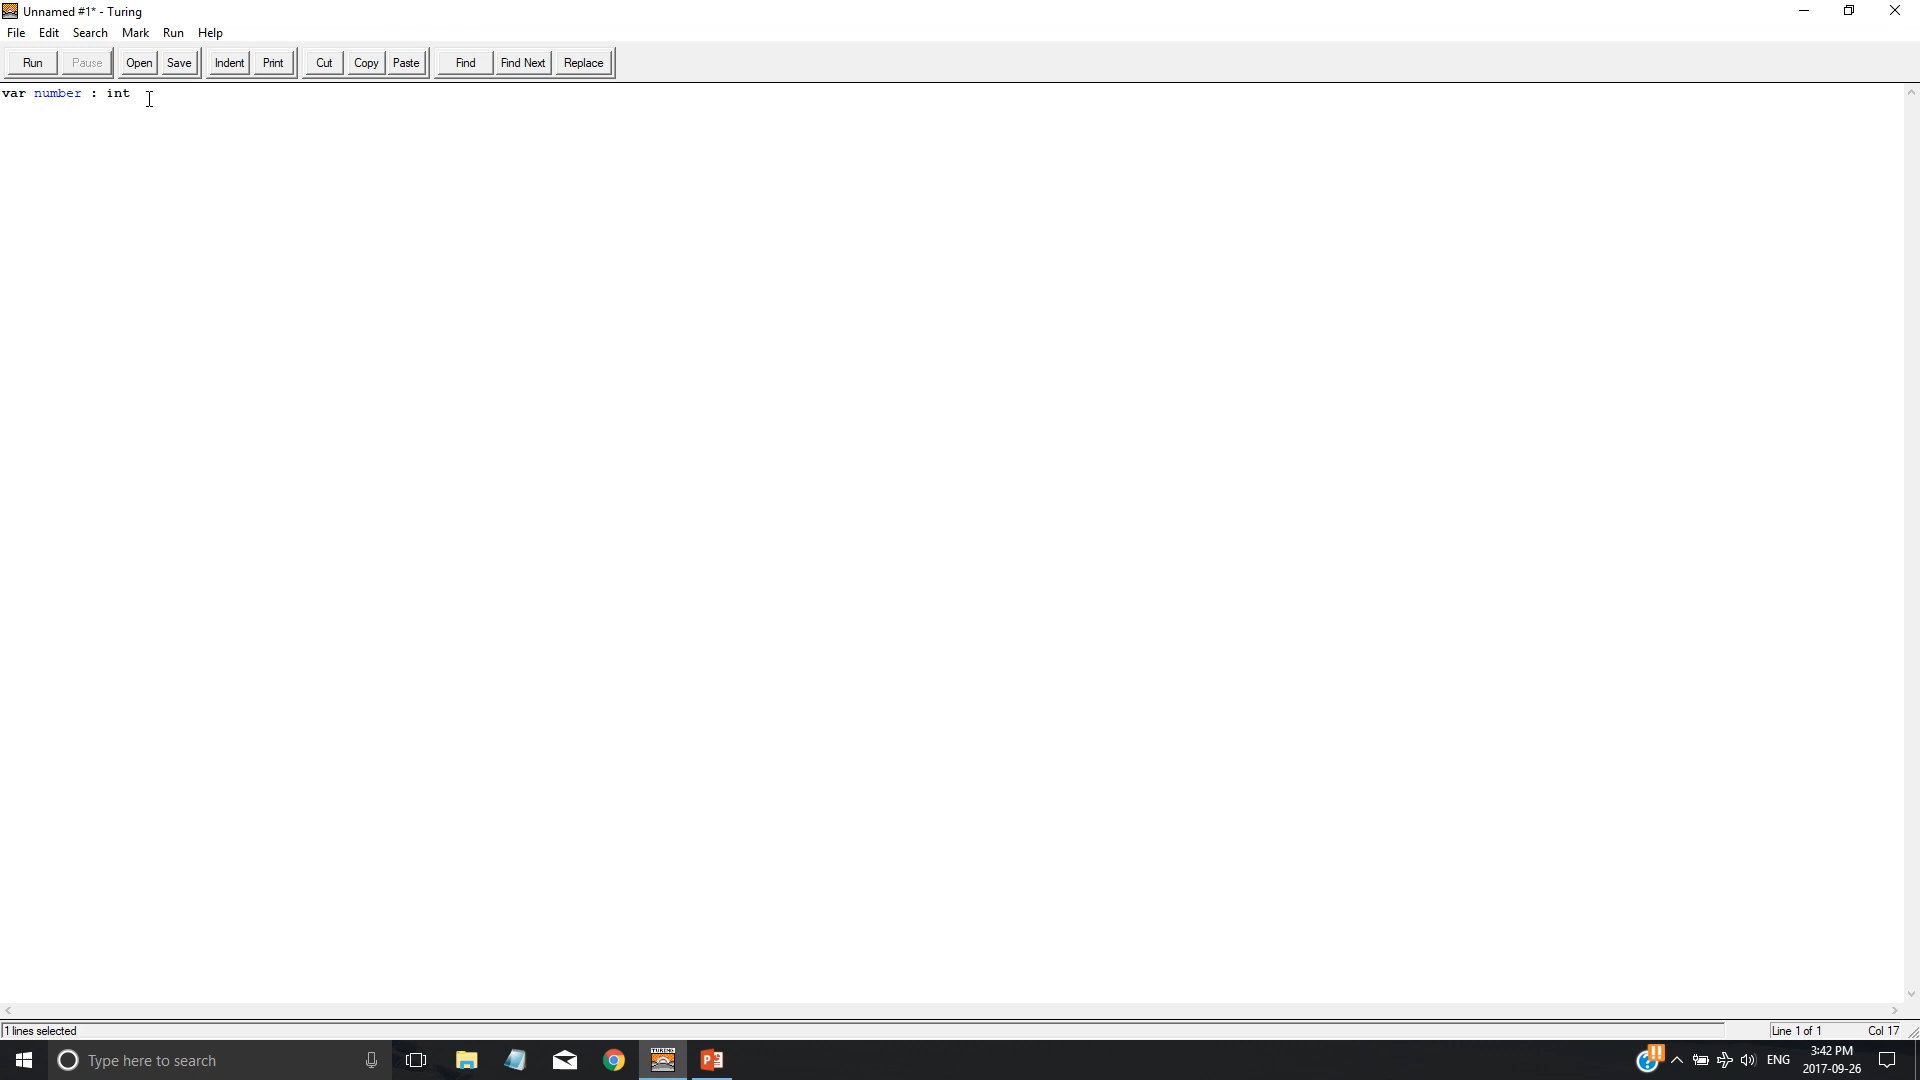 Unnamed #1* - Turing
File Edit Search Mark Run Help
Run Pause Open Save Indent Print Cut Copy Paste Find Find Next Replace
var number : int
1 lines selected Line 1 of 1 Col 17
Type here to search TURING ENG 3:42 PM
2017-09-26